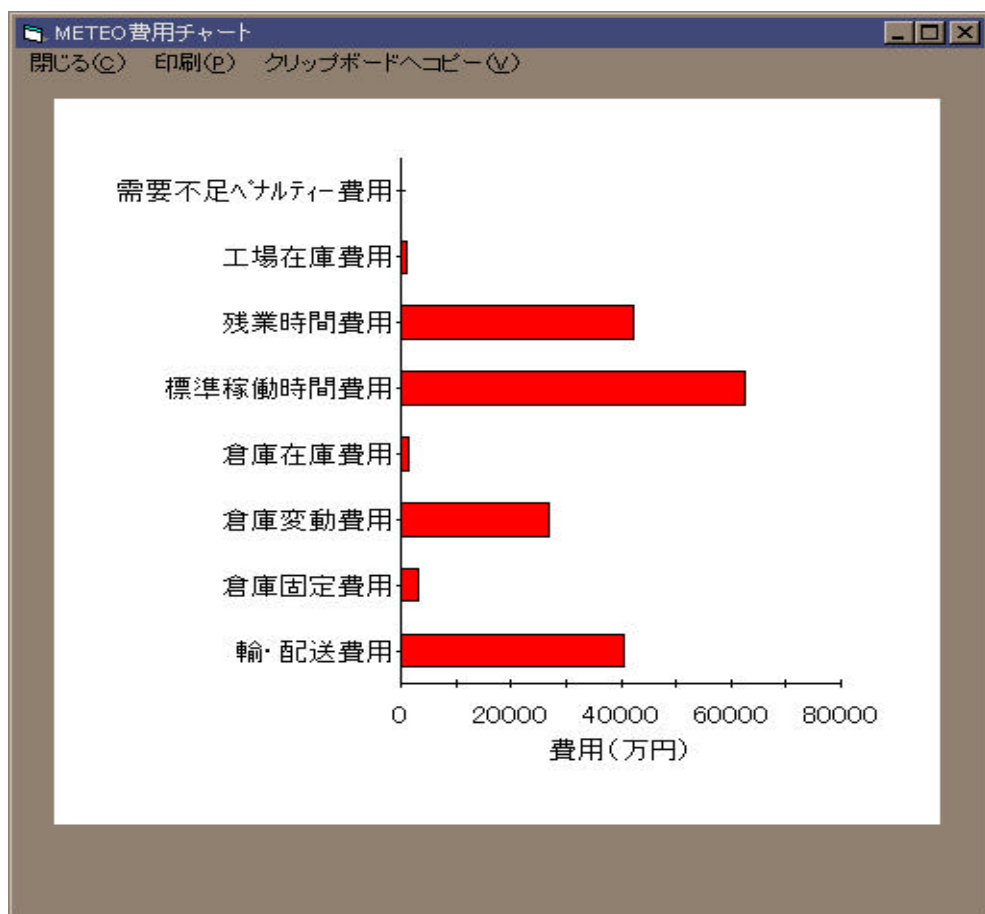 METEO費用チャート
閉じる(C) 印刷(P) クリップボードへコピー(V)
需要不足ﾍﾟﾅﾙﾃｨｰ費用
工場在庫費用
残業時間費用
標準稼働時間費用
倉庫在庫費用
倉庫変動費用
倉庫固定費用
輸･配送費用
0 20000 40000 60000 80000
費用(万円)